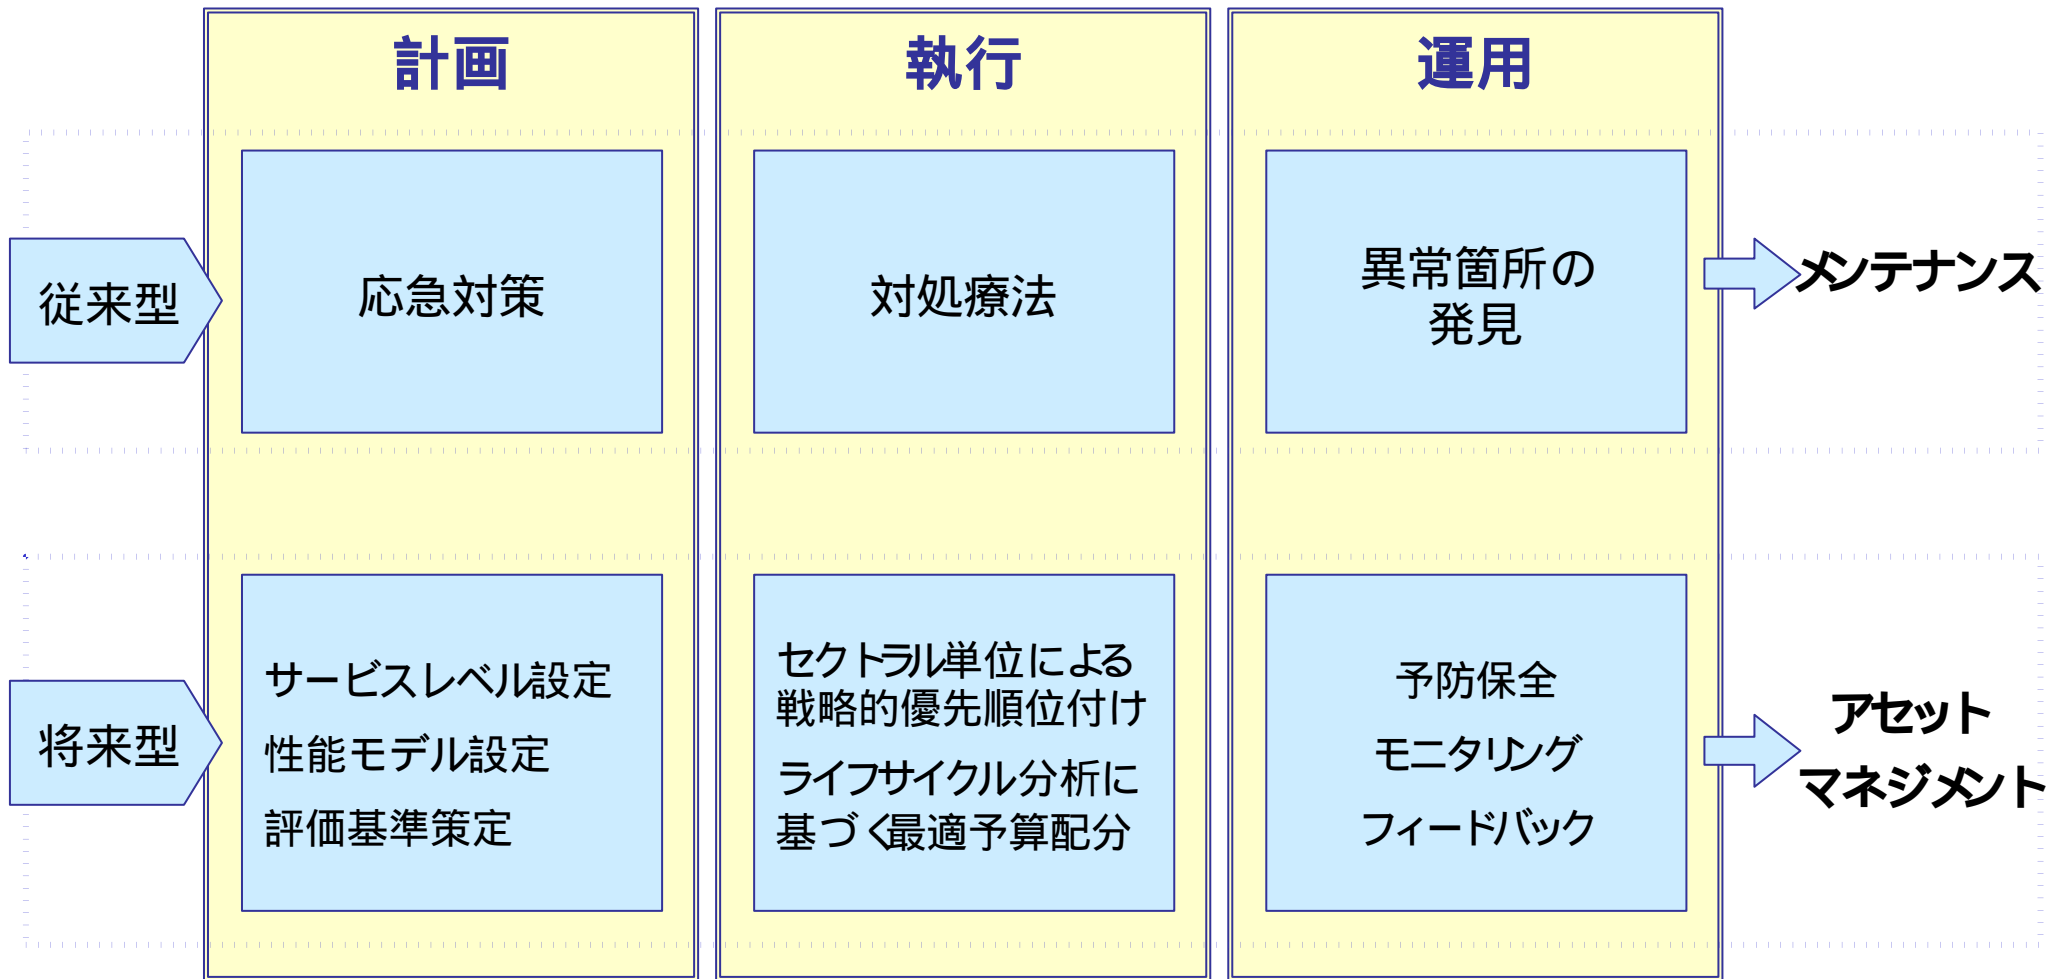 計画
執行
運用
従来型
応急対策
対処療法
異常箇所の
発見
メンテナンス
将来型
サービスレベル設定
性能モデル設定
評価基準策定
セクトラル単位による
戦略的優先順位付け
ライフサイクル分析に
基づく最適予算配分
予防保全
モニタリング
フィードバック
アセット
マネジメント